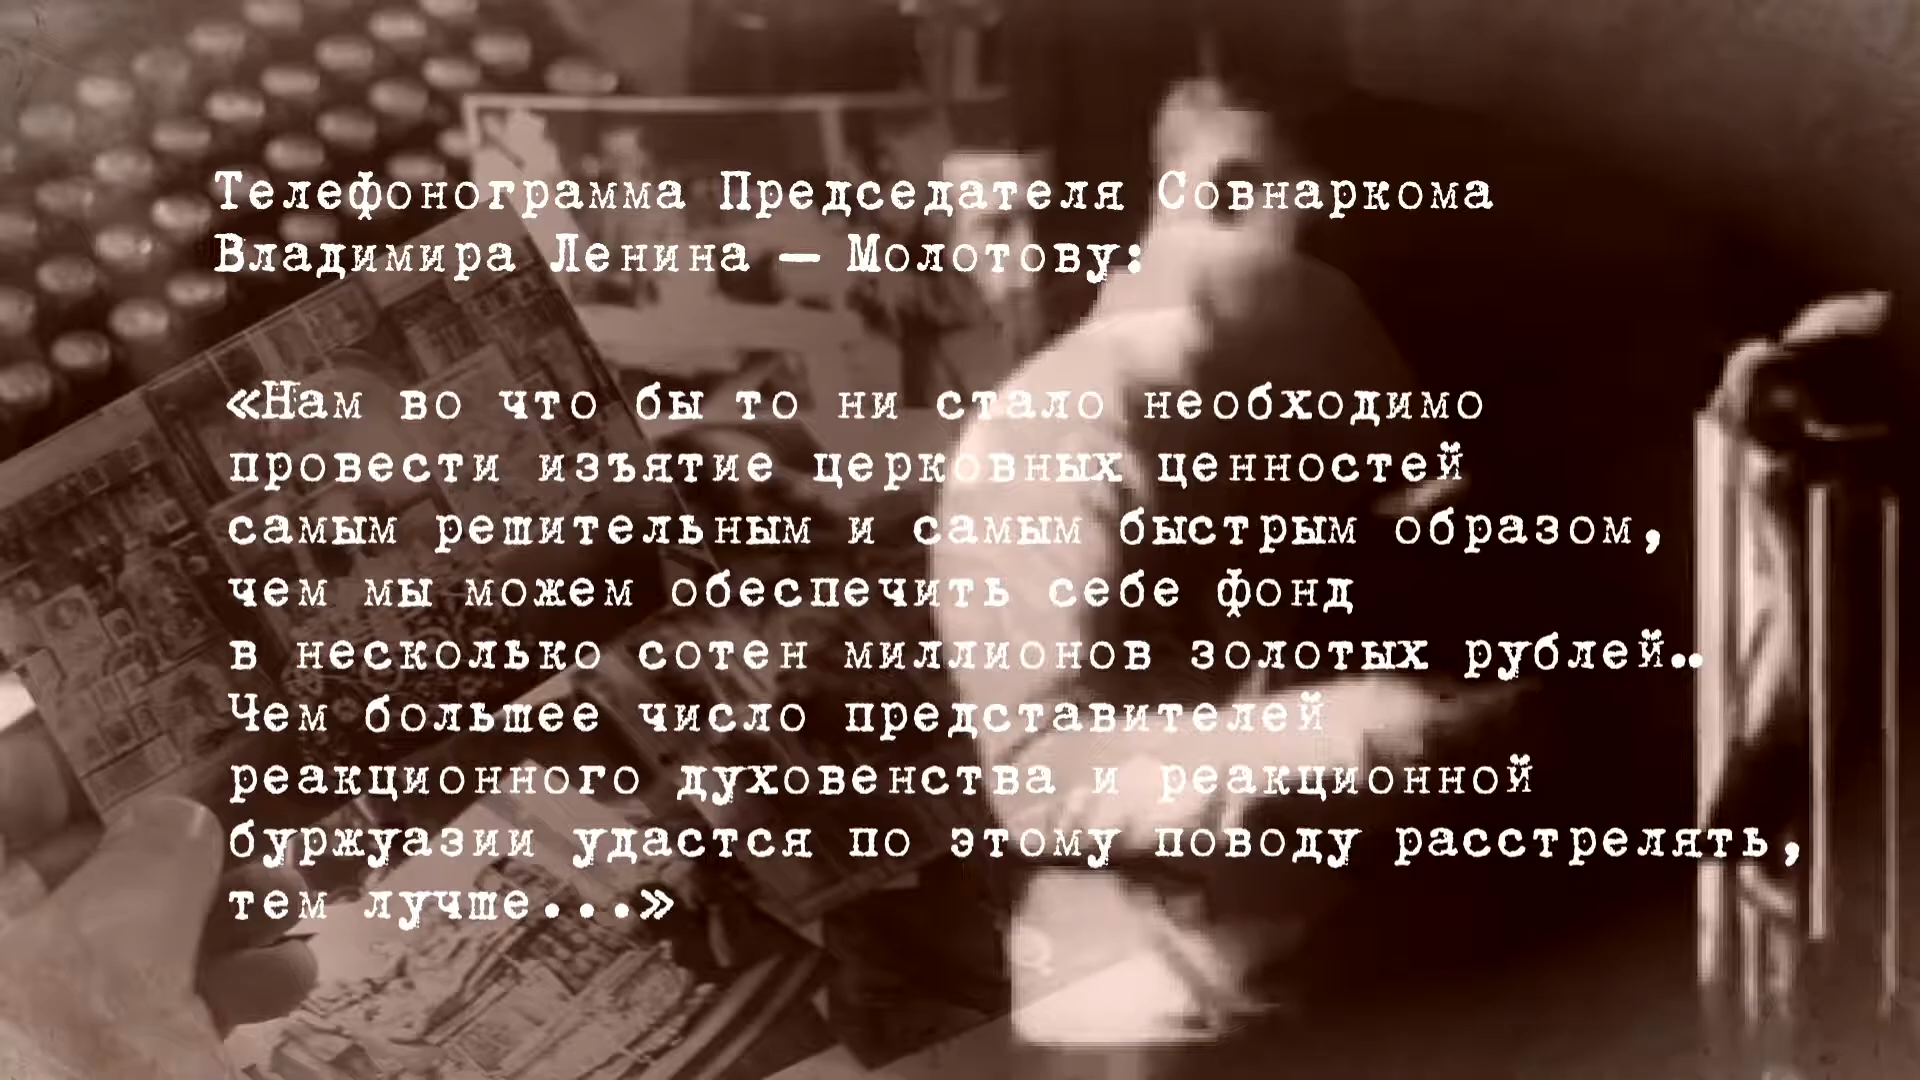 Телефонограмма Председателя Совнаркома
Владимира Ленина — Молотову:
«Нам во что бы то ни стало необходимо
провести изъятие церковных ценностей
самым решительным и самым быстрым образом,
чем мы можем обеспечить себе фонд
в несколько сотен миллионов золотых рублей..
Чем большее число представителей
реакционного духовенства и реакционной
буржуазии удастся по этому поводу расстрелять,
тем лучше...»